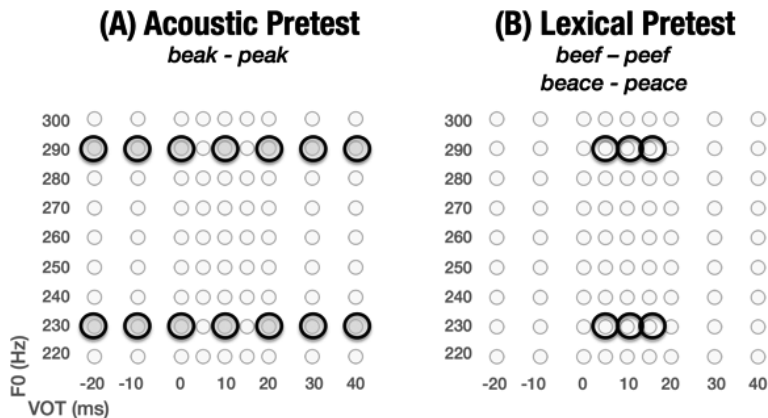 (A) Acoustic Pretest
beak - peak
300
290
280
270
260
250
240
230
220
F0 (Hz)
-20 -10 0 10 20 30 40
VOT (ms)
(B) Lexical Pretest
beef – peef
beace - peace
300
290
280
270
260
250
240
230
220
-20 -10 0 10 20 30 40